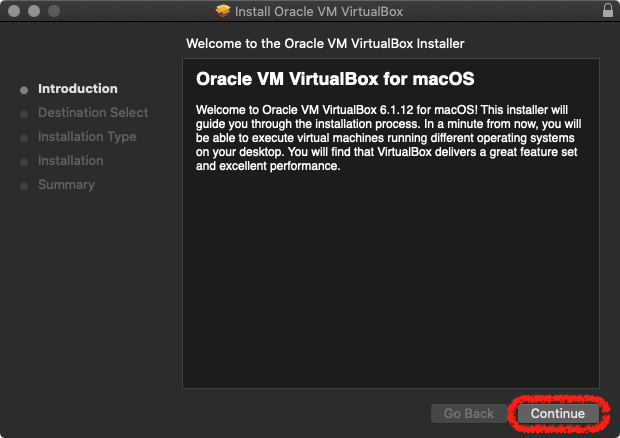 Install Oracle VM VirtualBox
Welcome to the Oracle VM VirtualBox Installer
Introduction
Destination Select
Installation Type
Installation
Summary
Oracle VM VirtualBox for macOS
Welcome to Oracle VM VirtualBox 6.1.12 for macOS! This installer will
guide you through the installation process. In a minute from now, you will
be able to execute virtual machines running different operating systems
on your desktop. You will find that VirtualBox delivers a great feature set
and excellent performance.
Go Back
Continue